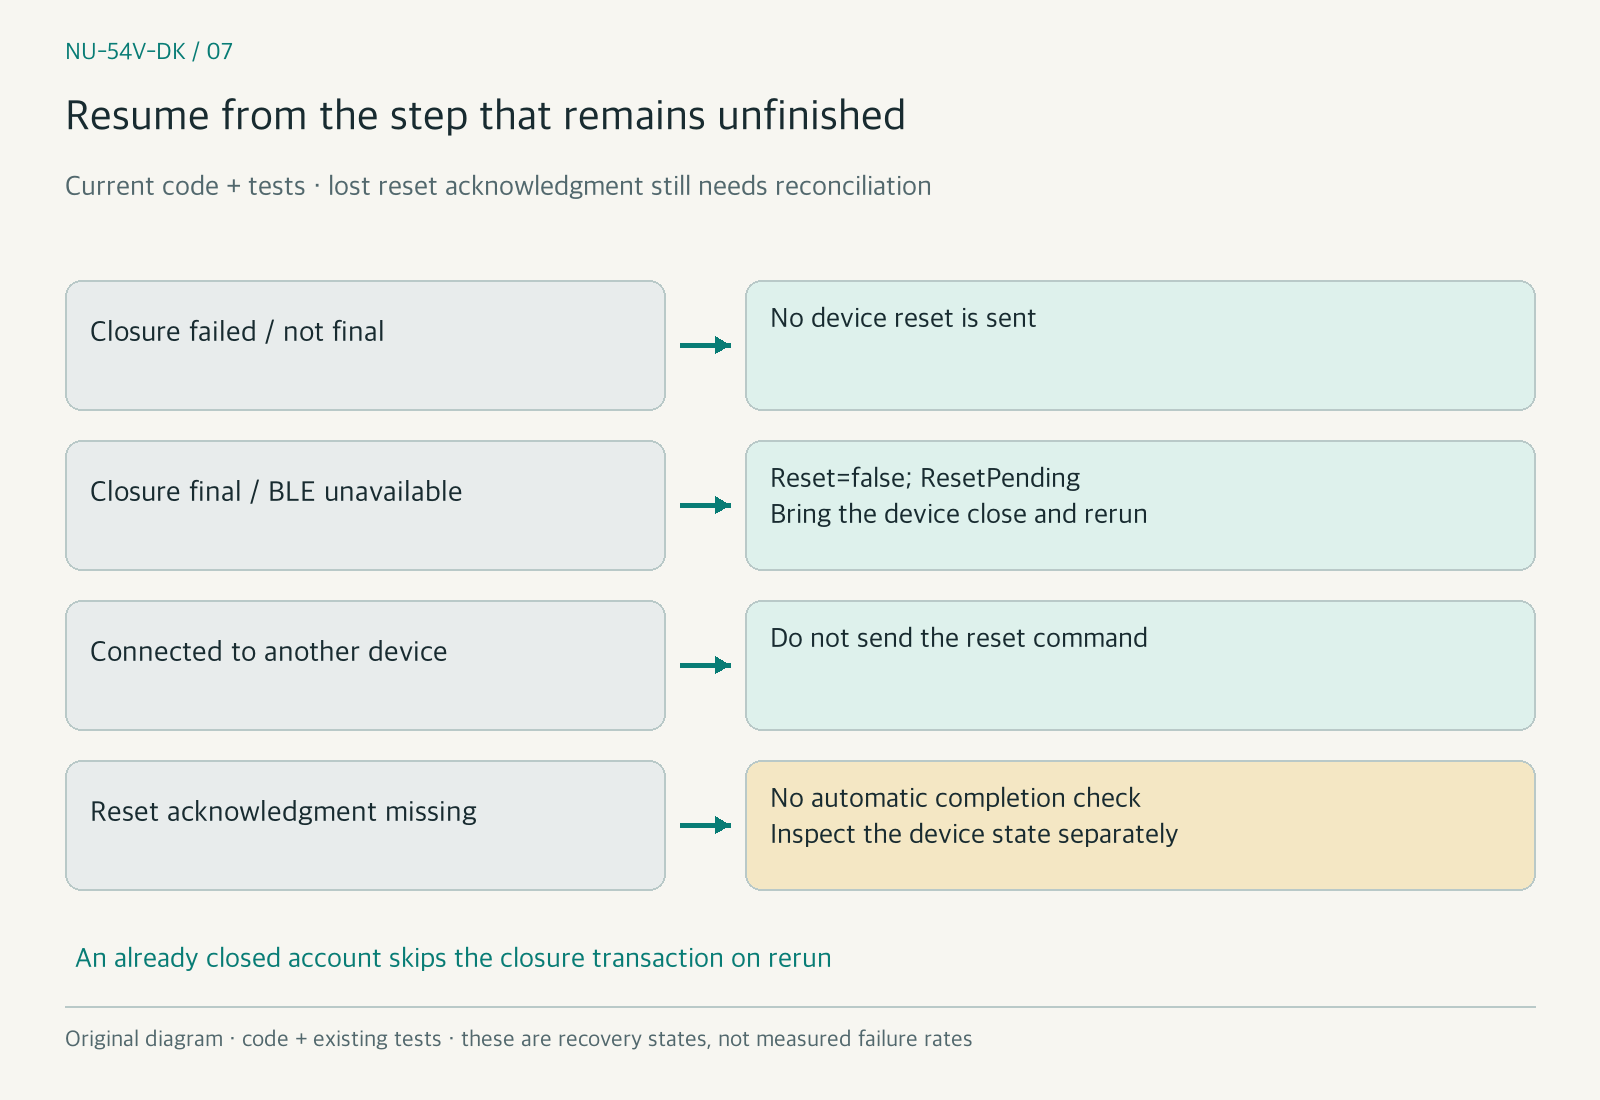 NU-54V-DK / 07
Resume from the step that remains unfinished
Current code + tests · lost reset acknowledgment still needs reconciliation
Closure failed / not final
No device reset is sent
Closure final / BLE unavailable
Reset=false; ResetPending
Bring the device close and rerun
Connected to another device
Do not send the reset command
Reset acknowledgment missing
No automatic completion check
Inspect the device state separately
An already closed account skips the closure transaction on rerun
Original diagram · code + existing tests · these are recovery states, not measured failure rates